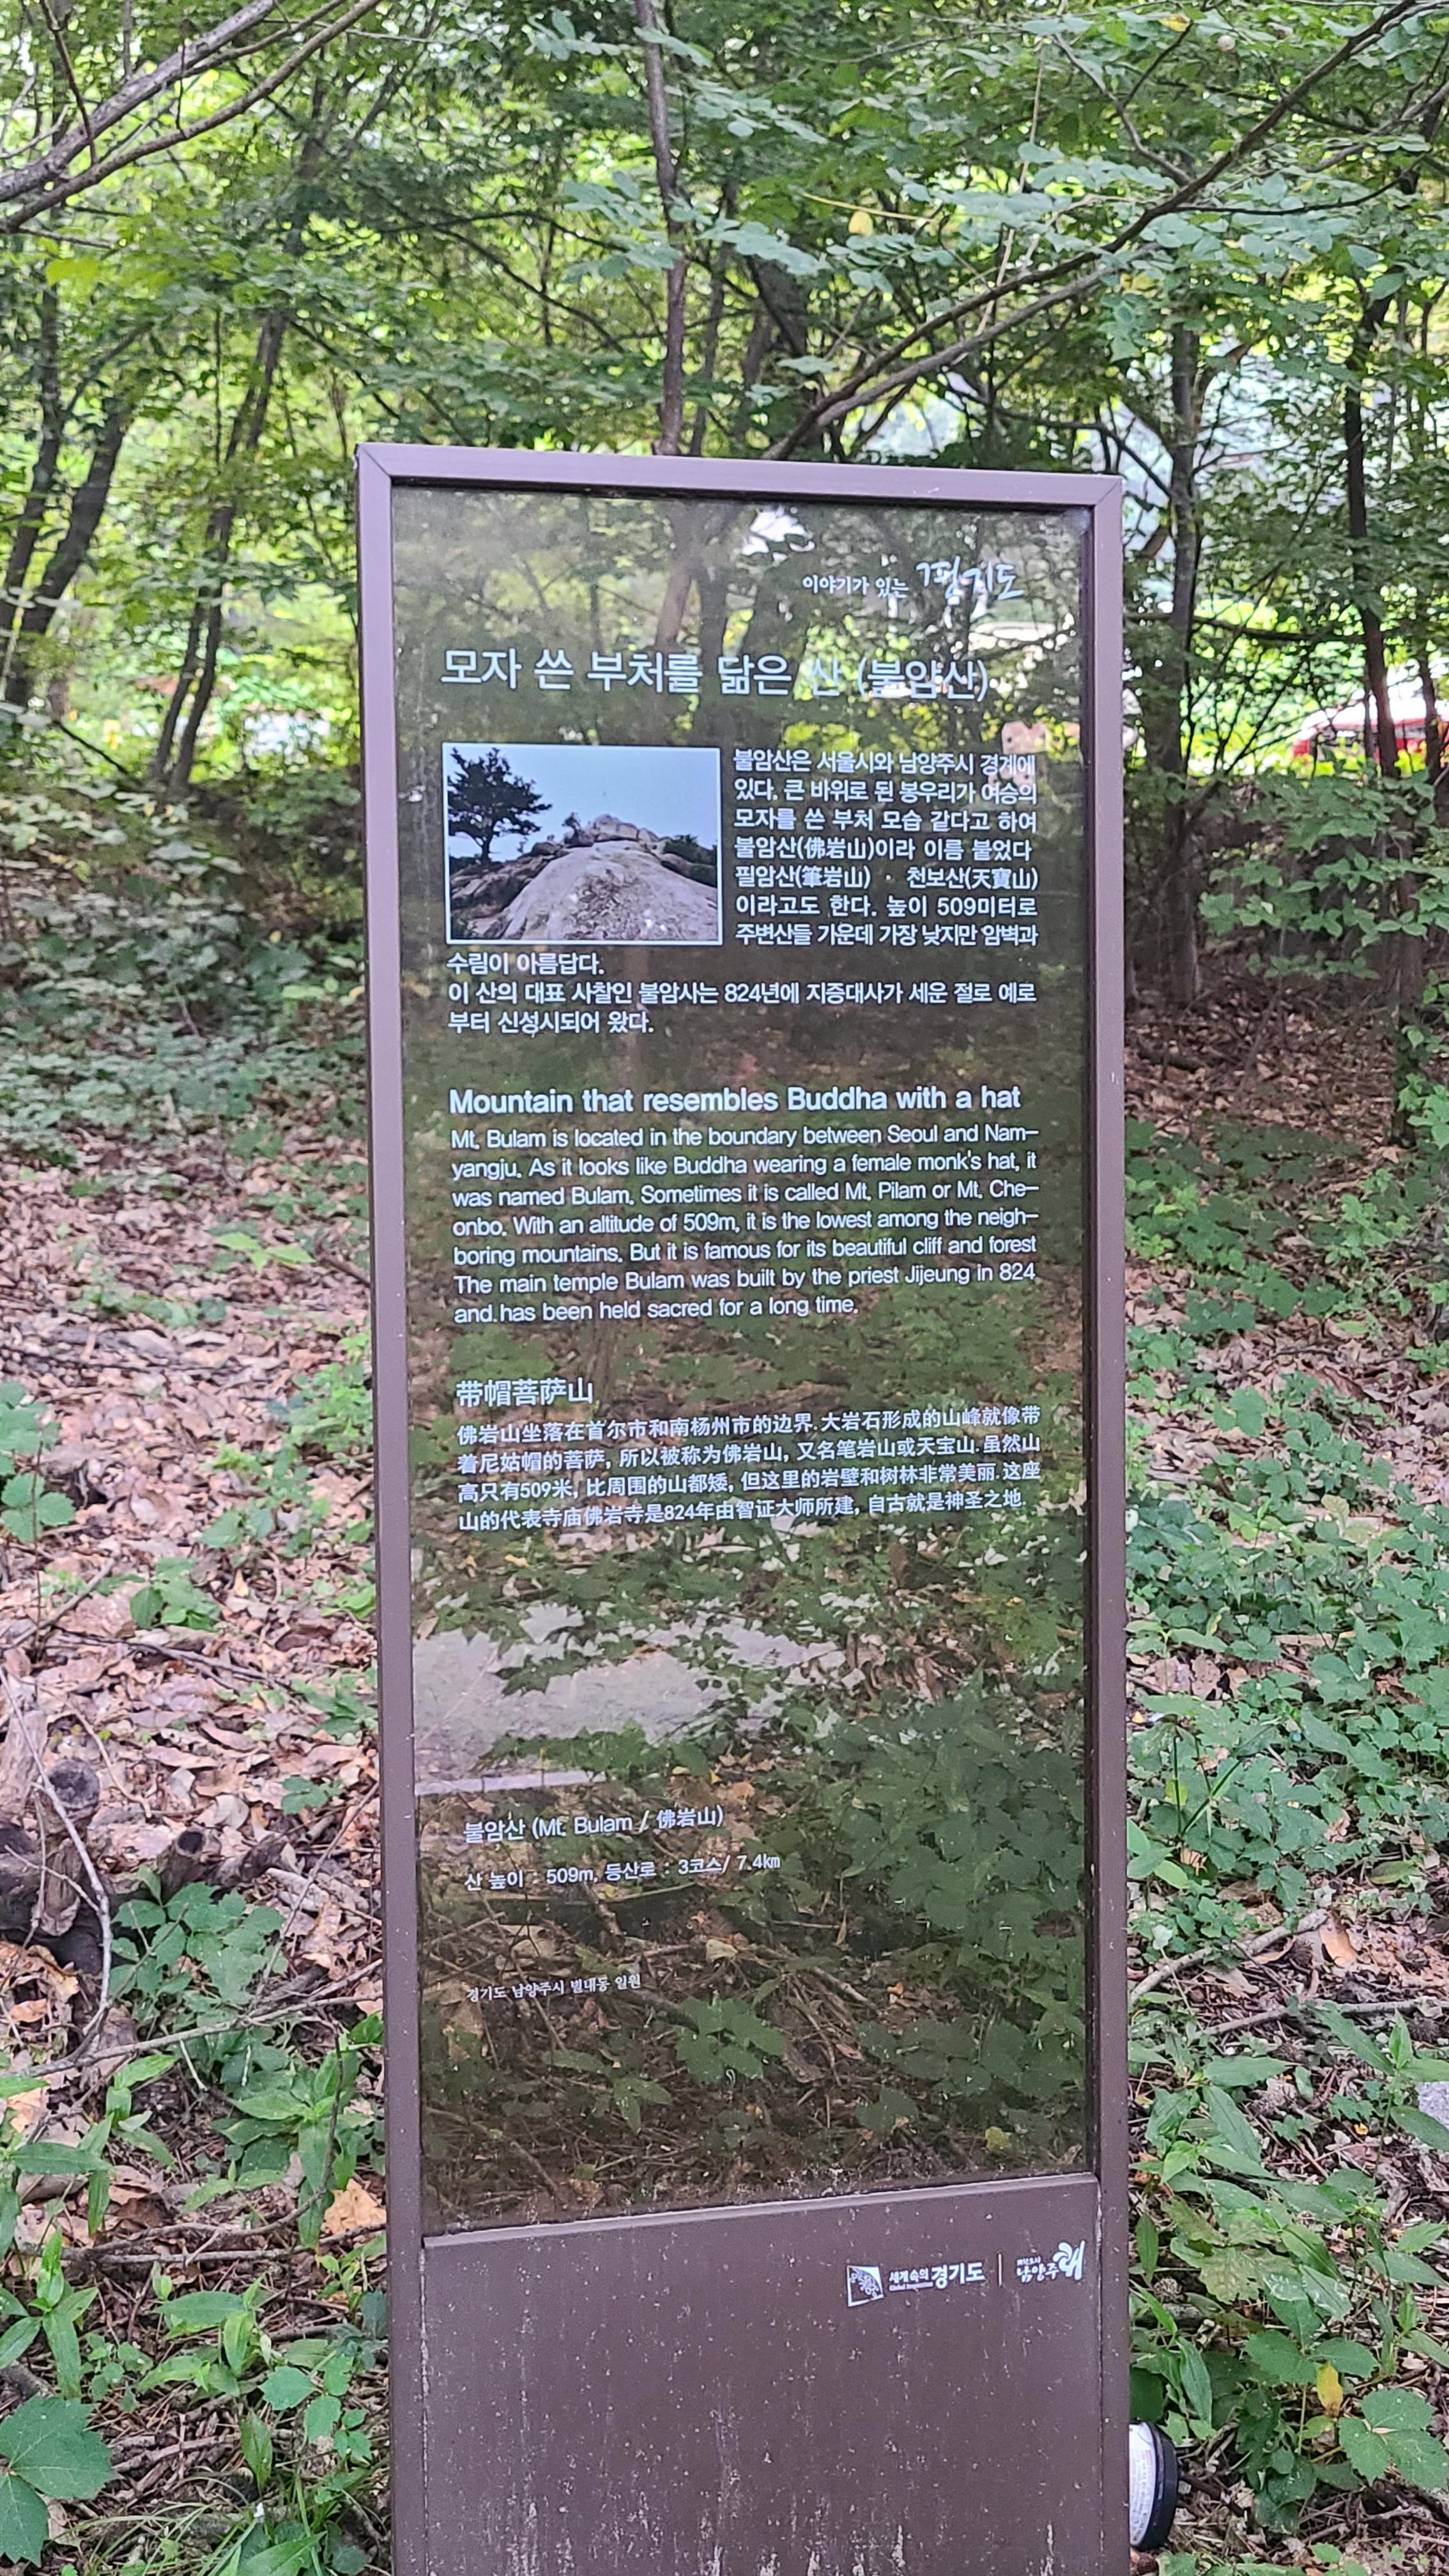 이야기가 있는 경기도
모자 쓴 부처를 닮은 산 (불암산)
불암산은 서울시와 남양주시 경계에
있다. 큰 바위로 된 봉우리가 여승의
모자를 쓴 부처 모습 같다고 하여
불암산(佛岩山)이라 이름 붙었다
필암산(筆岩山) · 천보산(天寶山)
이라고도 한다. 높이 509미터로
주변산들 가운데 가장 낮지만 암벽과
수림이 아름답다.
이 산의 대표 사찰인 불암사는 824년에 지증대사가 세운 절로 예로
부터 신성시되어 왔다.
Mountain that resembles Buddha with a hat
Mt. Bulam is located in the boundary between Seoul and Nam-
yangju. As it looks like Buddha wearing a female monk's hat, it
was named Bulam. Sometimes it is called Mt. Pilam or Mt. Che-
onbo. With an altitude of 509m, it is the lowest among the neigh-
boring mountains. But it is famous for its beautiful cliff and forest
The main temple Bulam was built by the priest Jijeung in 824
and has been held sacred for a long time.
带帽菩萨山
佛岩山坐落在首尔市和南杨州市的边界. 大岩石形成的山峰就像带
着尼姑帽的菩萨, 所以被称为佛岩山, 又名笔岩山或天宝山. 虽然山
高只有509米, 比周围的山都矮, 但这里的岩壁和树林非常美丽. 这座
山的代表寺庙佛岩寺是824年由智证大师所建, 自古就是神圣之地.
불암산 (Mt. Bulam / 佛岩山)
산 높이 : 509m, 등산로 : 3코스/ 7.4㎞
경기도 남양주시 별내동 일원
세계 속의 경기도
Global Inspiration
남양주